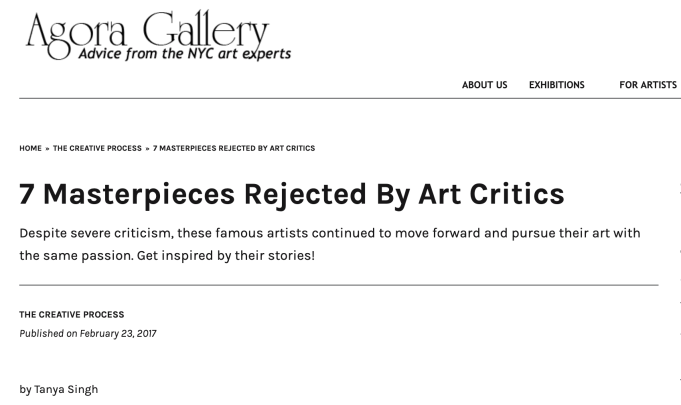 Agora Gallery
Advice from the NYC art experts
ABOUT US EXHIBITIONS FOR ARTISTS
HOME » THE CREATIVE PROCESS » 7 MASTERPIECES REJECTED BY ART CRITICS
7 Masterpieces Rejected By Art Critics
Despite severe criticism, these famous artists continued to move forward and pursue their art with
the same passion. Get inspired by their stories!
THE CREATIVE PROCESS
Published on February 23, 2017
by Tanya Singh